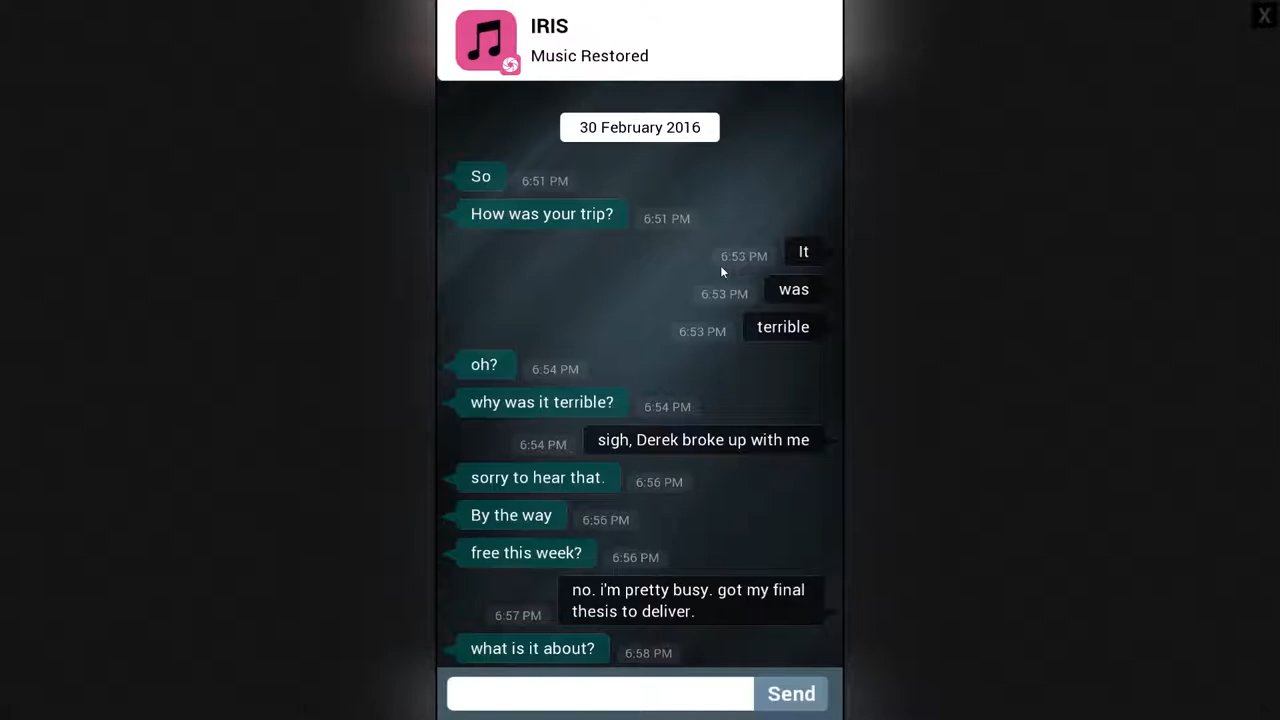 X
IRIS
Music Restored
30 February 2016
So 6:51 PM
How was your trip? 6:51 PM
6:53 PM It
6:53 PM was
6:53 PM terrible
oh? 6:54 PM
why was it terrible? 6:54 PM
6:54 PM sigh, Derek broke up with me
sorry to hear that. 6:56 PM
By the way 6:56 PM
free this week? 6:56 PM
no. i'm pretty busy. got my final
6:57 PM thesis to deliver.
what is it about? 6:58 PM
Send